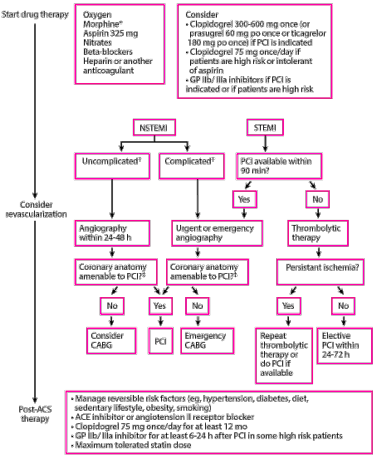 Start drug therapy
Oxygen
Morphine*
Aspirin 325 mg
Nitrates
Beta-blockers
Heparin or another
anticoagulant
Consider
• Clopidogrel 300-600 mg once (or
prasugrel 60 mg po once or ticagrelor
180 mg po once) if PCI is indicated
• Clopidogrel 75 mg once/day if
patients are high risk or intolerant
of aspirin
• GP IIb/ IIIa inhibitors if PCI is
indicated or if patients are high risk
NSTEMI
STEMI
Uncomplicated†
Complicated†
PCI available within
90 min?
Yes
No
Consider
revascularization
Angiography
within 24-48 h
Urgent or emergency
angiography
Thrombolytic
therapy
Coronary anatomy
amenable to PCI?‡
Coronary anatomy
amenable to PCI?‡
Persistant ischemia?
No
Yes
No
Yes
No
Consider
CABG
PCI
Emergency
CABG
Repeat
thrombolytic
therapy or
do PCI if
available
Elective
PCI within
24-72 h
Post-ACS
therapy
• Manage reversible risk factors (eg, hypertension, diabetes, diet,
sedentary lifestyle, obesity, smoking)
• ACE inhibitor or angiotensin II receptor blocker
• Clopidogrel 75 mg once/day for at least 12 mo
• GP IIb/ IIIa inhibitor for at least 6-24 h after PCI in some high risk patients
• Maximum tolerated statin dose